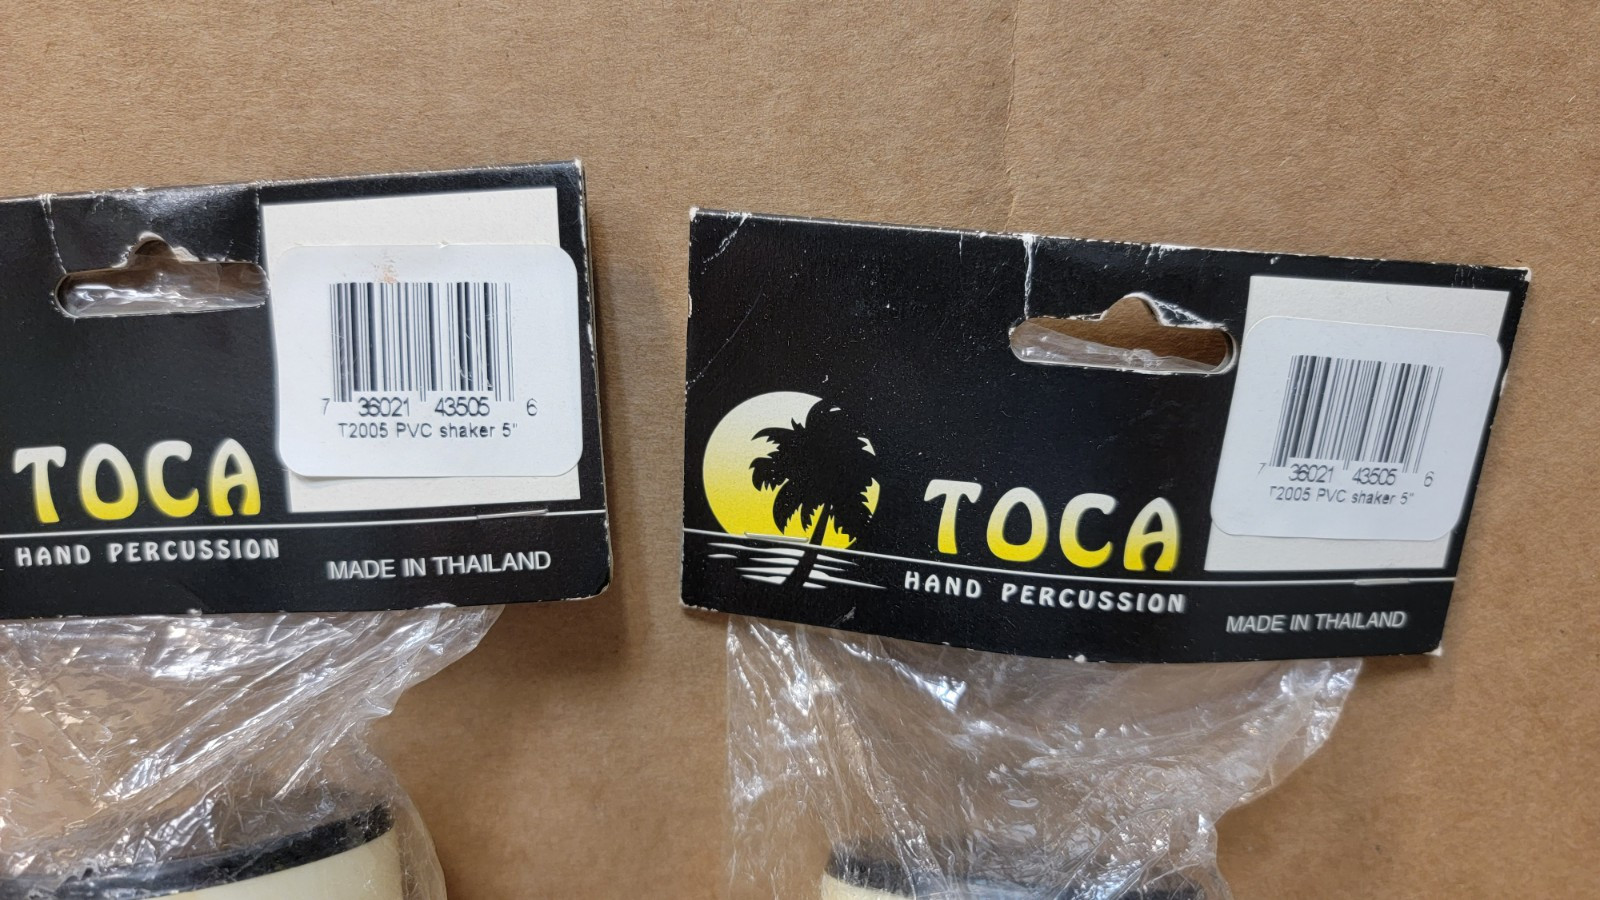 7 36021 43505 6
T2005 PVC shaker 5"
TOCA
HAND PERCUSSION
MADE IN THAILAND
7 36021 43505 6
T2005 PVC shaker 5"
TOCA
HAND PERCUSSION
MADE IN THAILAND